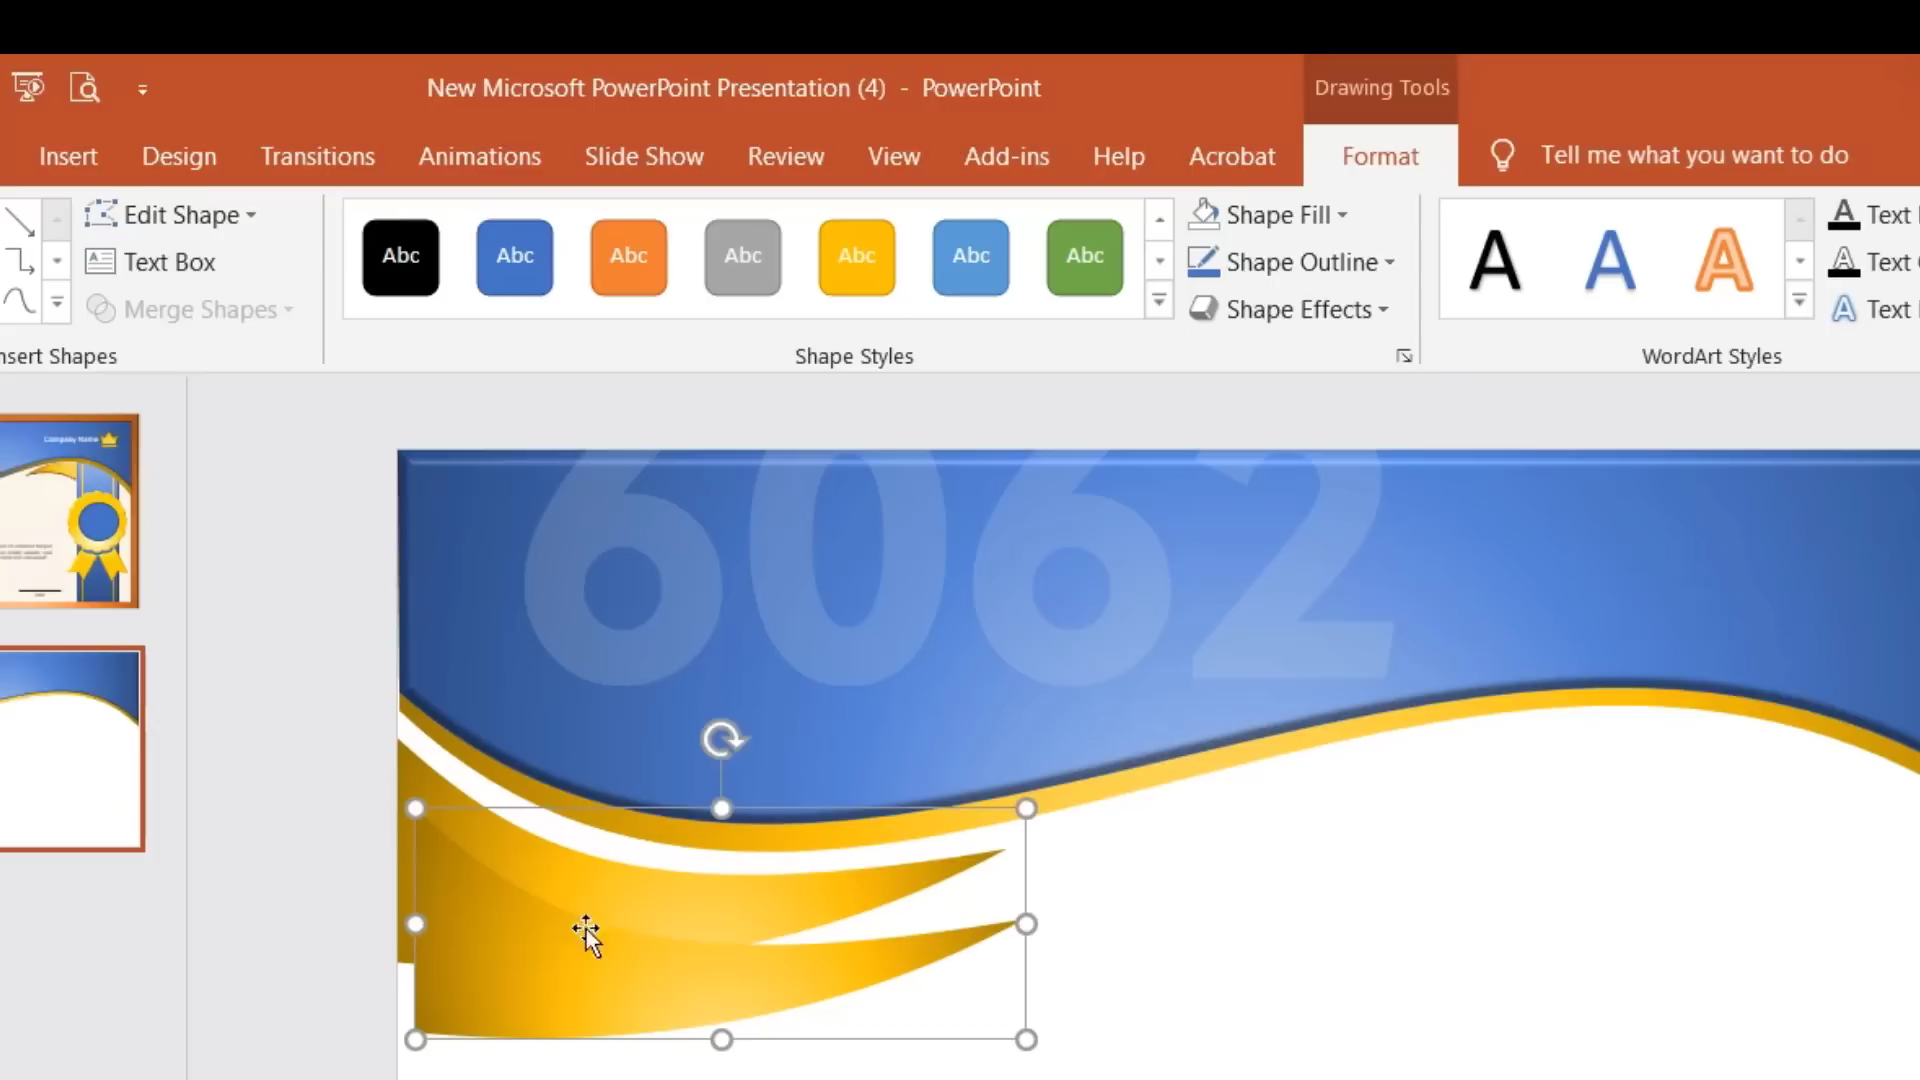 New Microsoft PowerPoint Presentation (4) - PowerPoint
Drawing Tools
Insert Design Transitions Animations Slide Show Review View Add-ins Help Acrobat Format Tell me what you want to do
Edit Shape
Text Box
Merge Shapes
nsert Shapes
Abc Abc Abc Abc Abc Abc Abc
Shape Styles
Shape Fill
Shape Outline
Shape Effects
A A A
WordArt Styles
Text
Text
Text
Company Name
6062